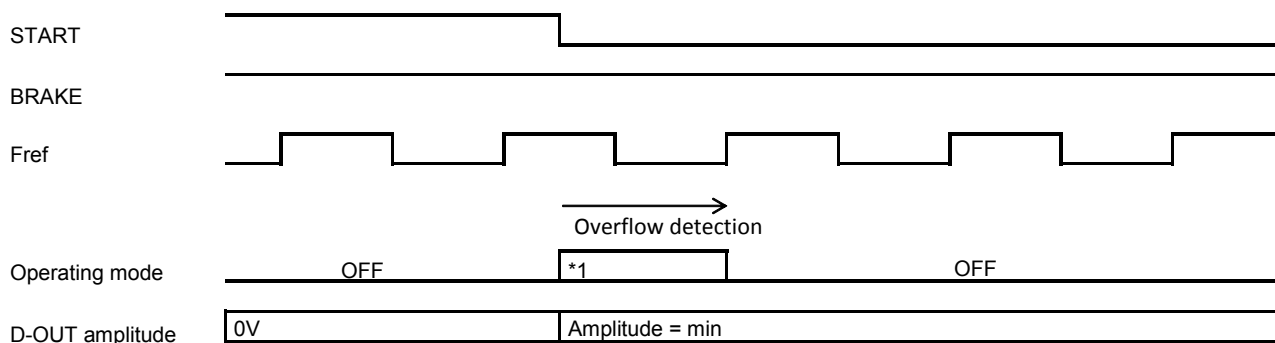 START
BRAKE
Fref
Overflow detection
Operating mode OFF *1 OFF
D-OUT amplitude 0V Amplitude = min